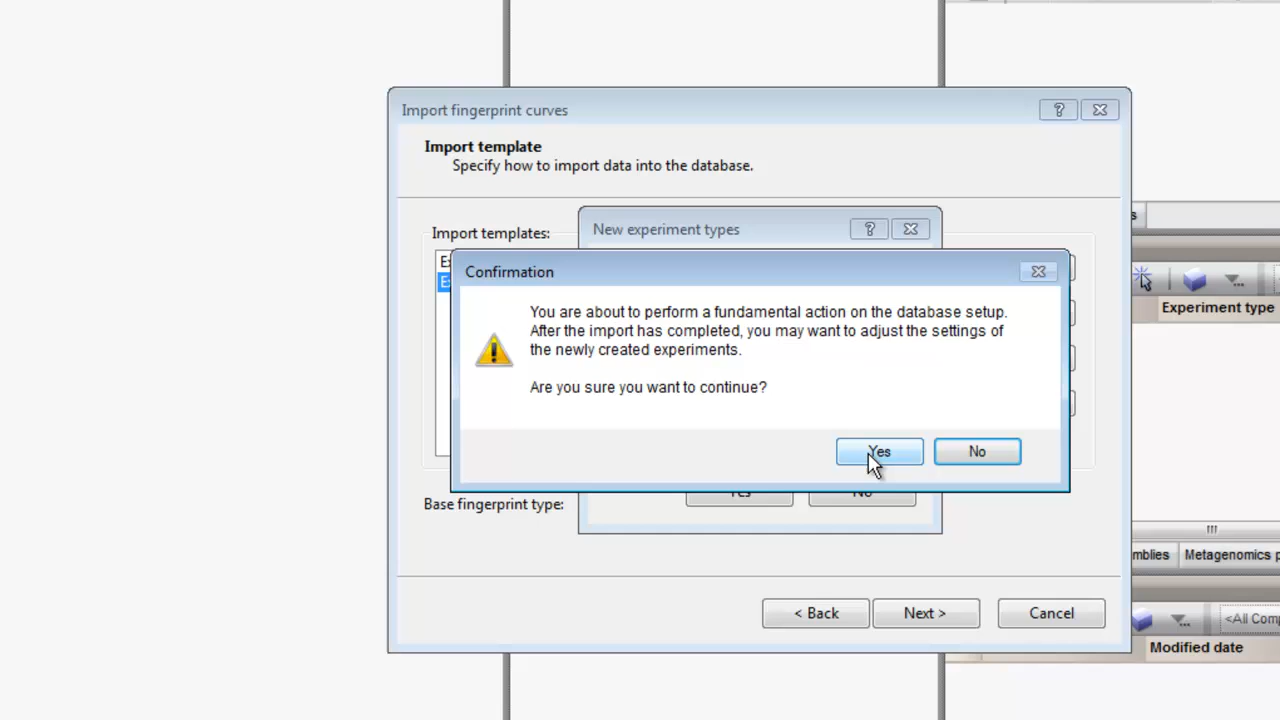 Import fingerprint curves
Import template
Specify how to import data into the database.
Import templates:
New experiment types
Confirmation
You are about to perform a fundamental action on the database setup.
After the import has completed, you may want to adjust the settings of
the newly created experiments.
Are you sure you want to continue?
Yes No
Yes No
Base fingerprint type:
< Back Next > Cancel
Experiment type
Metagenomics
<All
Modified date